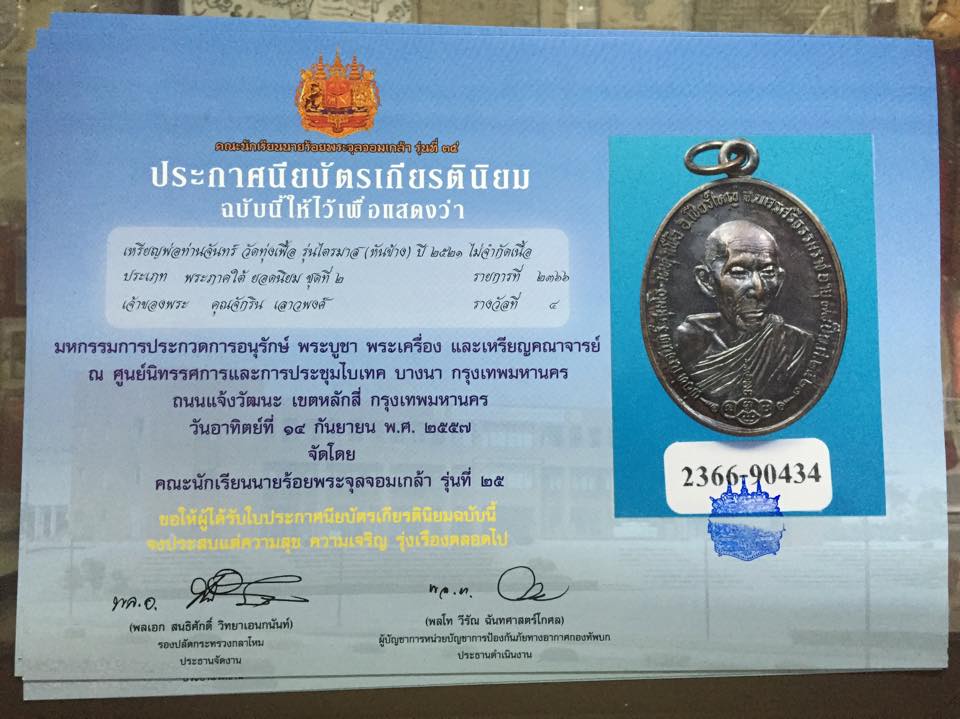 คณะนักเรียนนายร้อยพระจุลจอมเกล้า รุ่นที่ ๓๕
ประกาศนียบัตรเกียรตินิยม
ฉบับนี้ให้ไว้เพื่อแสดงว่า
เหรียญพ่อท่านจันทร์ วัดทุ่งเฟื้อ รุ่นไตรมาส (หันข้าง) ปี ๒๕๒๑ ไม่จำกัดเนื้อ
ประเภท พระภาคใต้ ยอดนิยม ชุดที่ ๒ รายการที่ ๒๓๖๖
เจ้าของพระ คุณจักริน เลาวพงศ์ รางวัลที่ ๔
มหกรรมการประกวดการอนุรักษ์ พระบูชา พระเครื่อง และเหรียญคณาจารย์
ณ ศูนย์นิทรรศการและการประชุมไบเทค บางนา กรุงเทพมหานคร
ถนนแจ้งวัฒนะ เขตหลักสี่ กรุงเทพมหานคร
วันอาทิตย์ที่ ๑๔ กันยายน พ.ศ. ๒๕๕๗
จัดโดย
คณะนักเรียนนายร้อยพระจุลจอมเกล้า รุ่นที่ ๒๕
ขอให้ผู้ได้รับใบประกาศนียบัตรเกียรตินิยมฉบับนี้
จงประสบแต่ความสุข ความเจริญ รุ่งเรืองตลอดไป
2366-90434
พล.อ.
(พลเอก สนธิศักดิ์ วิทยาเอนกนันท์)
รองปลัดกระทรวงกลาโหม
ประธานจัดงาน
พล.ท.
(พลโท วีรัณ ฉันทศาสตร์โกศล)
ผู้บัญชาการหน่วยบัญชาการป้องกันภัยทางอากาศกองทัพบก
ประธานดำเนินงาน